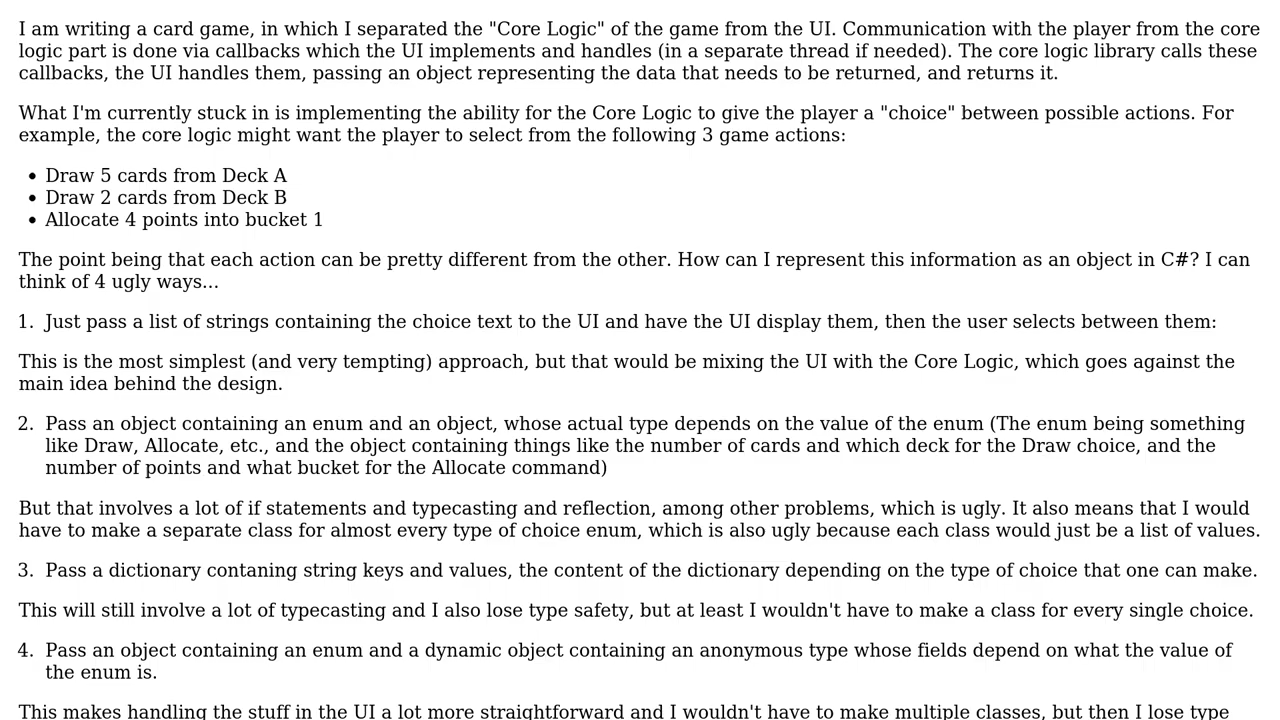 I am writing a card game, in which I separated the "Core Logic" of the game from the UI. Communication with the player from the core
logic part is done via callbacks which the UI implements and handles (in a separate thread if needed). The core logic library calls these
callbacks, the UI handles them, passing an object representing the data that needs to be returned, and returns it.
What I'm currently stuck in is implementing the ability for the Core Logic to give the player a "choice" between possible actions. For
example, the core logic might want the player to select from the following 3 game actions:
• Draw 5 cards from Deck A
• Draw 2 cards from Deck B
• Allocate 4 points into bucket 1
The point being that each action can be pretty different from the other. How can I represent this information as an object in C#? I can
think of 4 ugly ways...
1. Just pass a list of strings containing the choice text to the UI and have the UI display them, then the user selects between them:
This is the most simplest (and very tempting) approach, but that would be mixing the UI with the Core Logic, which goes against the
main idea behind the design.
2. Pass an object containing an enum and an object, whose actual type depends on the value of the enum (The enum being something
like Draw, Allocate, etc., and the object containing things like the number of cards and which deck for the Draw choice, and the
number of points and what bucket for the Allocate command)
But that involves a lot of if statements and typecasting and reflection, among other problems, which is ugly. It also means that I would
have to make a separate class for almost every type of choice enum, which is also ugly because each class would just be a list of values.
3. Pass a dictionary contaning string keys and values, the content of the dictionary depending on the type of choice that one can make.
This will still involve a lot of typecasting and I also lose type safety, but at least I wouldn't have to make a class for every single choice.
4. Pass an object containing an enum and a dynamic object containing an anonymous type whose fields depend on what the value of
the enum is.
This makes handling the stuff in the UI a lot more straightforward and I wouldn't have to make multiple classes, but then I lose type